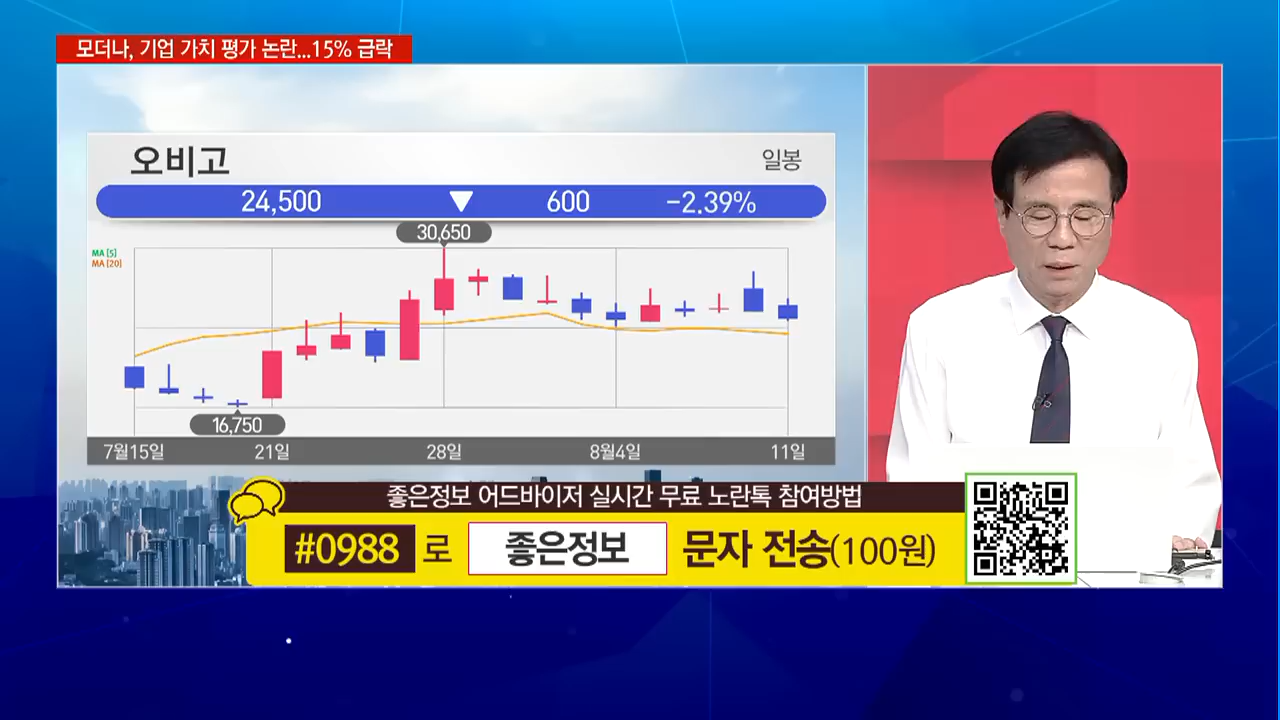 모더나, 기업 가치 평가 논란...15% 급락
오비고
일봉
24,500 ▼ 600 -2.39%
30,650
MA [5]
MA [20]
16,750
7월15일 21일 28일 8월4일 11일
좋은정보 어드바이저 실시간 무료 노란톡 참여방법
#0988 로 좋은정보 문자 전송(100원)